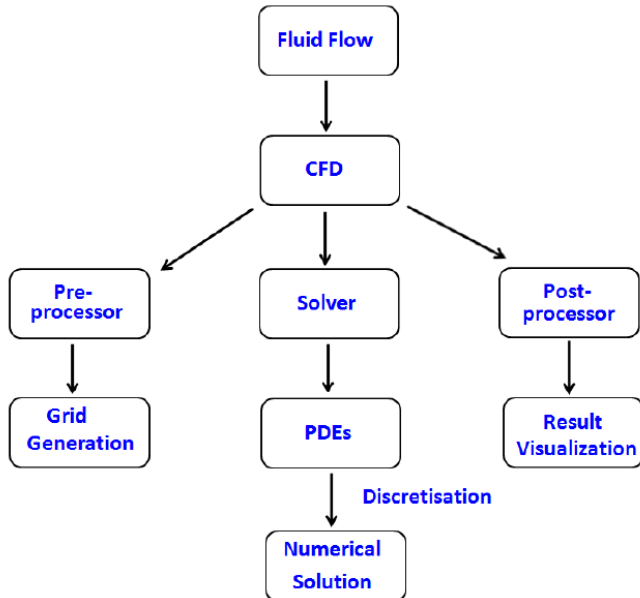 Fluid Flow
CFD
Pre-
processor
Solver
Post-
processor
Grid
Generation
PDEs
Result
Visualization
Discretisation
Numerical
Solution